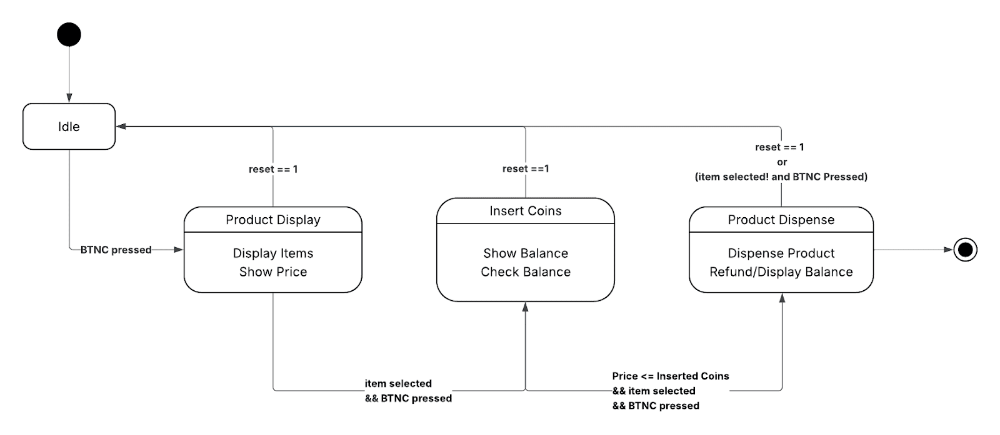 Idle
reset == 1
reset ==1
reset == 1
or
(item selected! and BTNC Pressed)
BTNC pressed
Product Display
Display Items
Show Price
Insert Coins
Show Balance
Check Balance
Product Dispense
Dispense Product
Refund/Display Balance
item selected
&& BTNC pressed
Price <= Inserted Coins
&& item selected
&& BTNC pressed